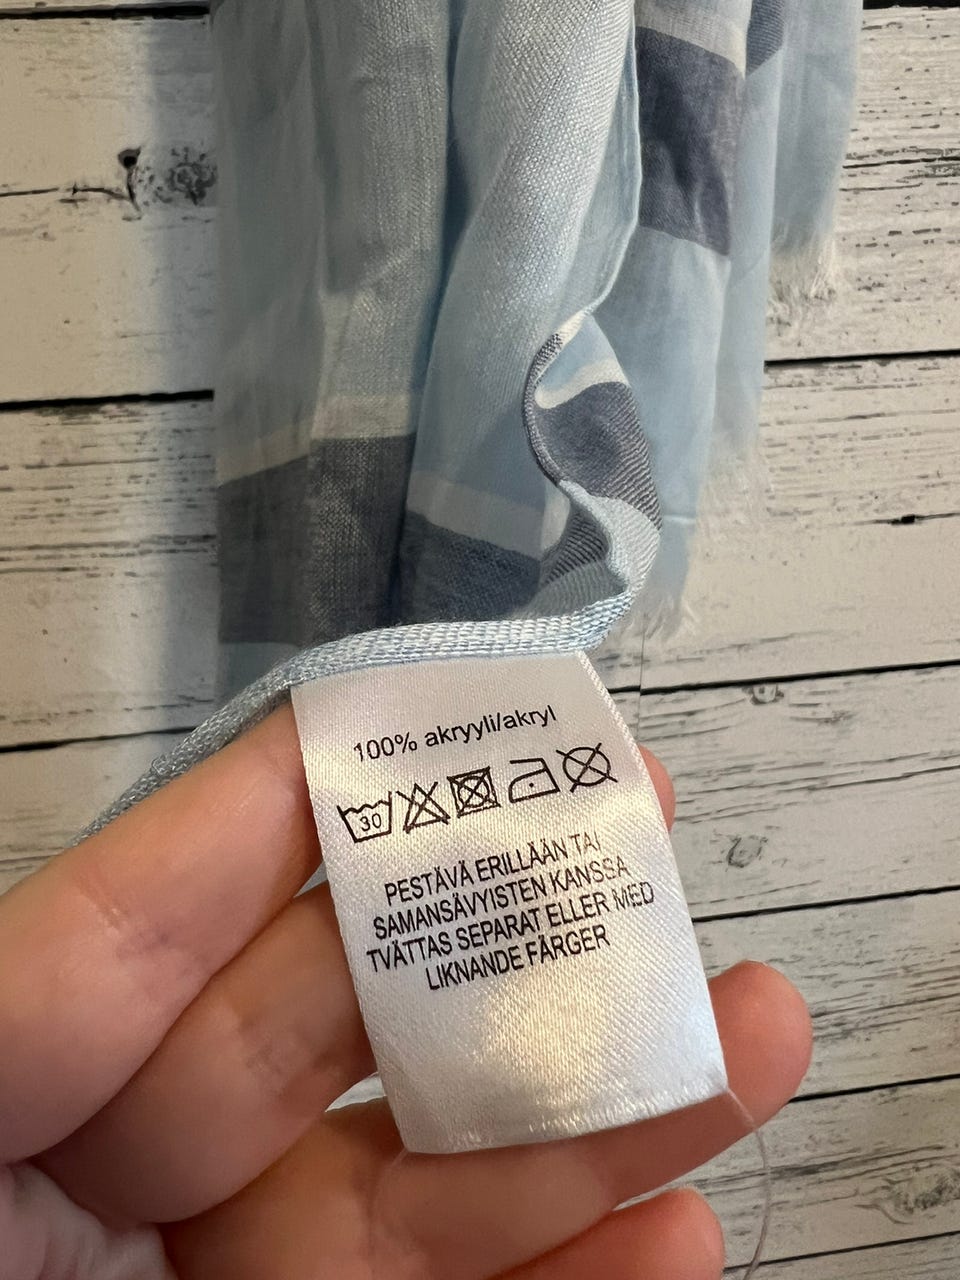 100% akryyli/akryl
30
PESTÄVÄ ERILLÄÄN TAI
SAMANSÄVYISTEN KANSSA
TVÄTTAS SEPARAT ELLER MED
LIKNANDE FÄRGER